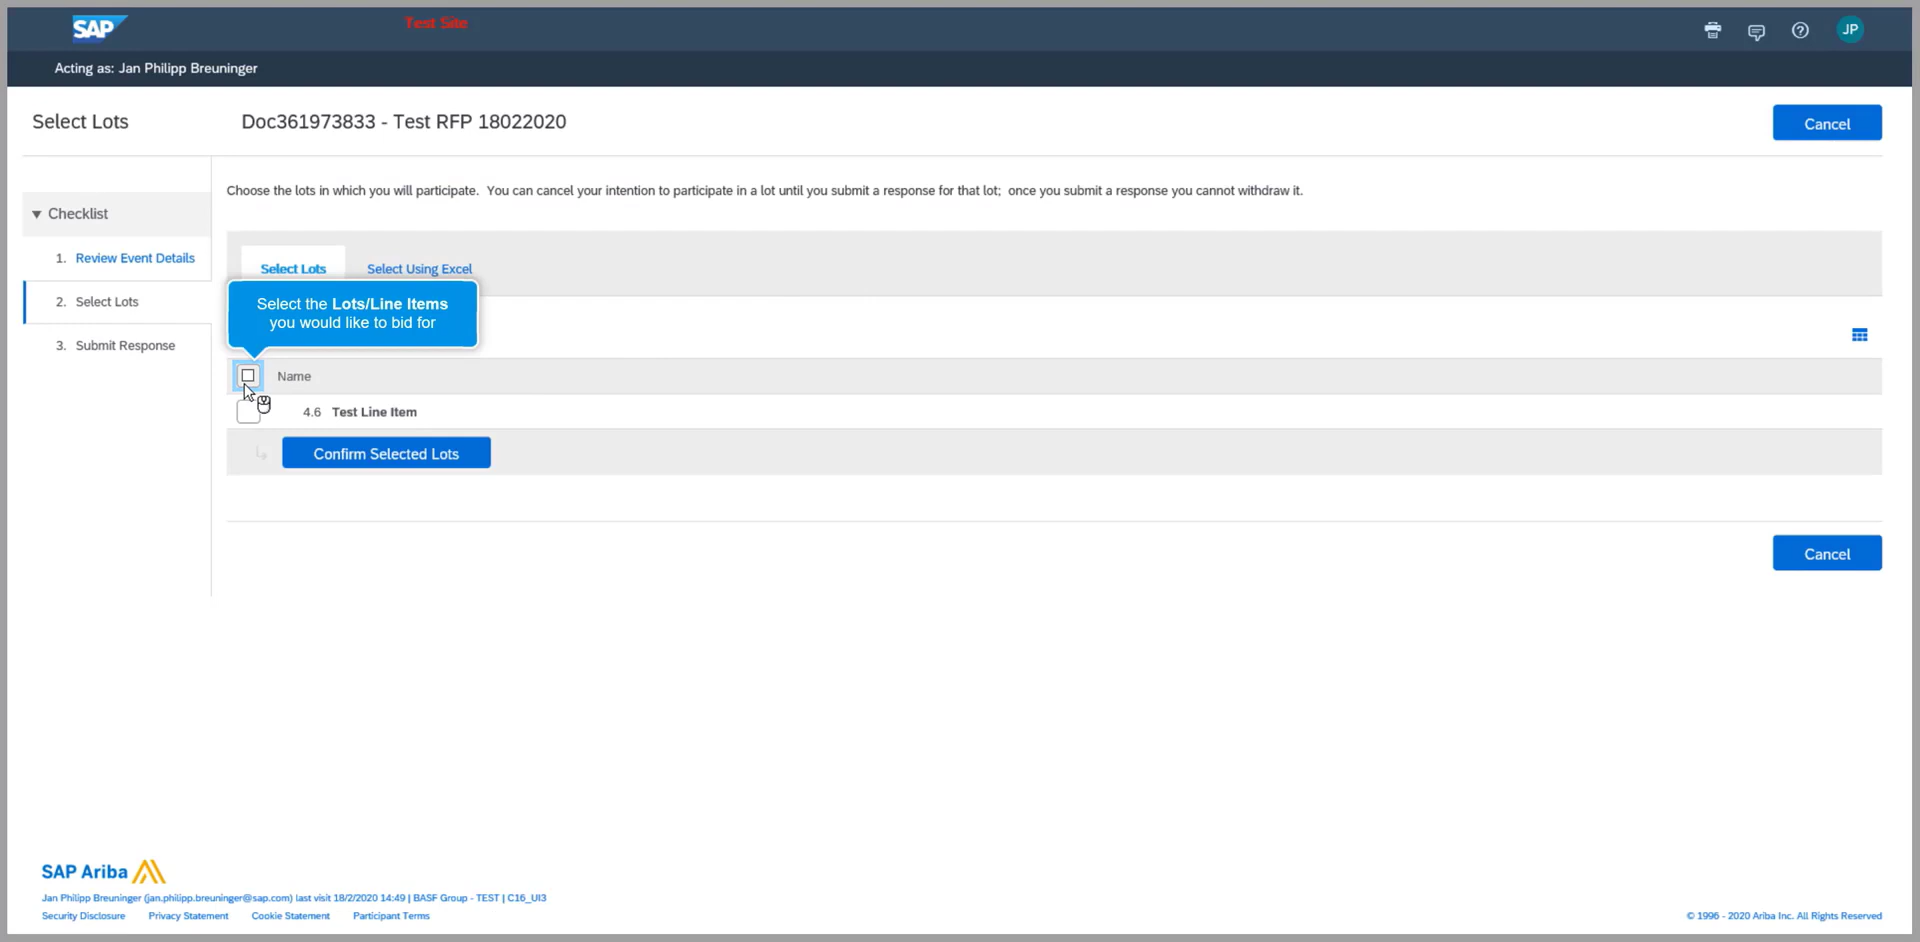 SAP
Test Site
JP
Acting as: Jan Philipp Breuninger
Select Lots
Doc361973833 - Test RFP 18022020
Cancel
Choose the lots in which you will participate. You can cancel your intention to participate in a lot until you submit a response for that lot; once you submit a response you cannot withdraw it.
▼ Checklist
1. Review Event Details
2. Select Lots
3. Submit Response
Select Lots
Select Using Excel
Select the Lots/Line Items
you would like to bid for
Name
4.6 Test Line Item
Confirm Selected Lots
Cancel
SAP Ariba
Jan Philipp Breuninger (jan.philipp.breuninger@sap.com) last visit 18/2/2020 14:49 | BASF Group - TEST | C16_UI3
Security Disclosure Privacy Statement Cookie Statement Participant Terms
© 1996 - 2020 Ariba Inc. All Rights Reserved